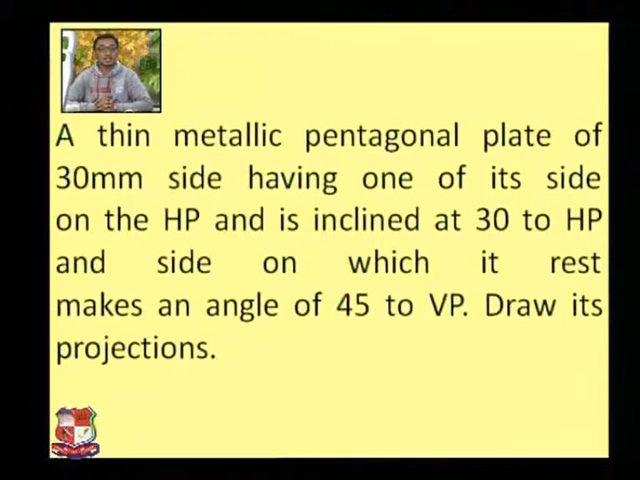 A thin metallic pentagonal plate of
30mm side having one of its side
on the HP and is inclined at 30 to HP
and side on which it rest
makes an angle of 45 to VP. Draw its
projections.